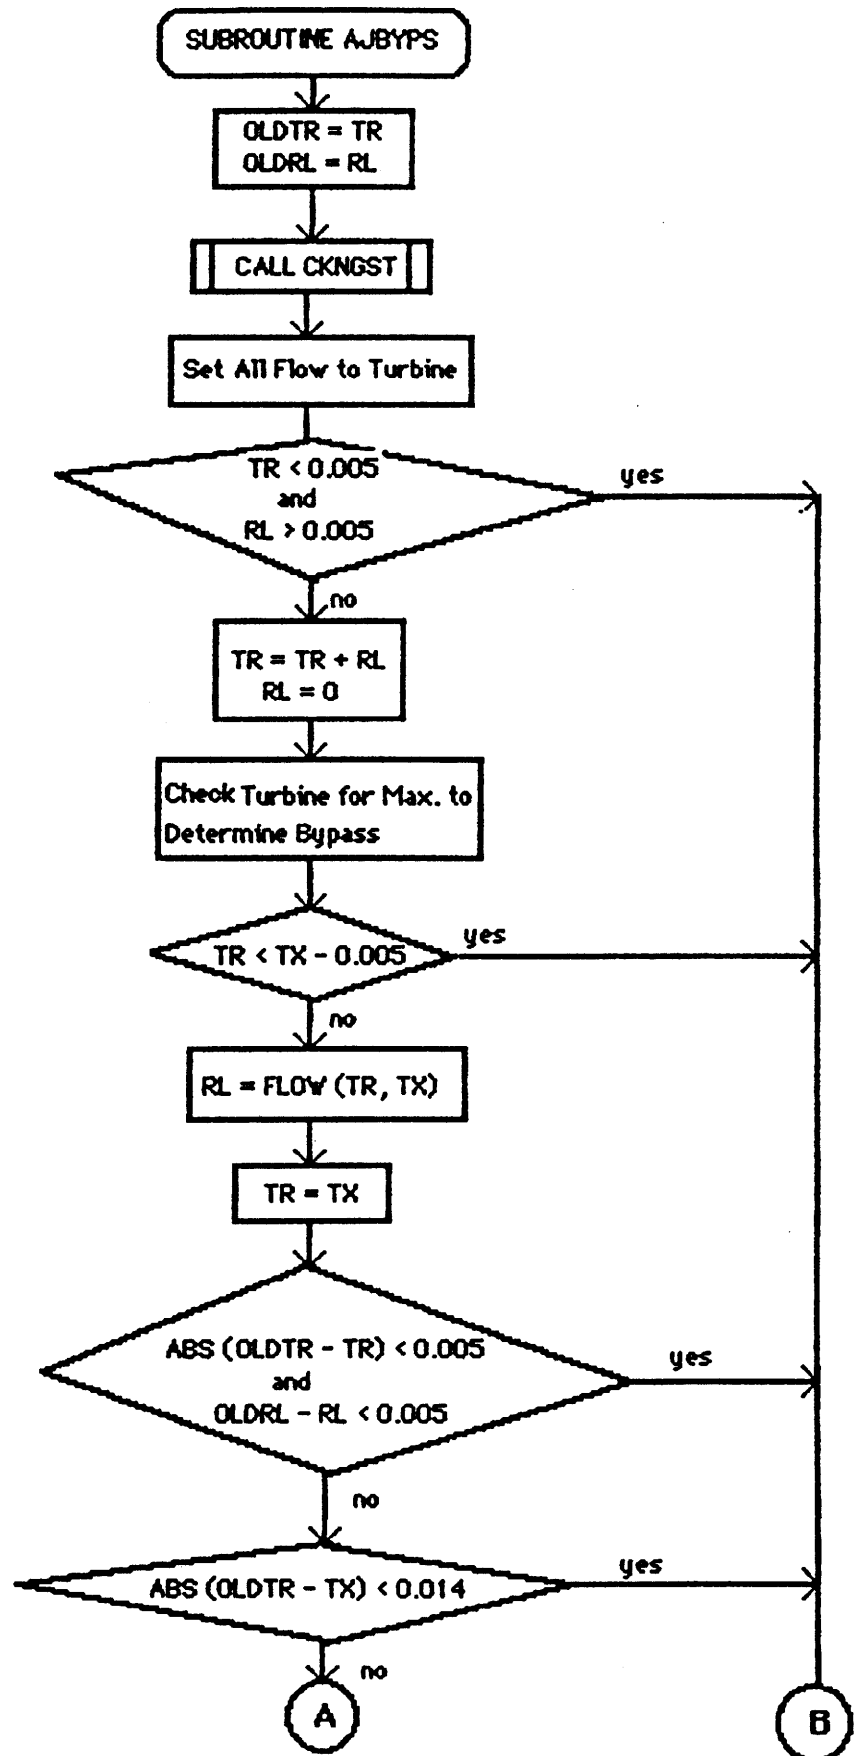 SUBROUTINE AJBYPS
OLDTR = TR
OLDRL = RL
CALL CKNGST
Set All Flow to Turbine
TR < 0.005
and
RL > 0.005
yes
no
TR = TR + RL
RL = 0
Check Turbine for Max. to
Determine Bypass
TR < TX - 0.005
yes
no
RL = FLOW (TR, TX)
TR = TX
ABS (OLDTR - TR) < 0.005
and
OLDRL - RL < 0.005
yes
no
ABS (OLDTR - TX) < 0.014
yes
no
A
B